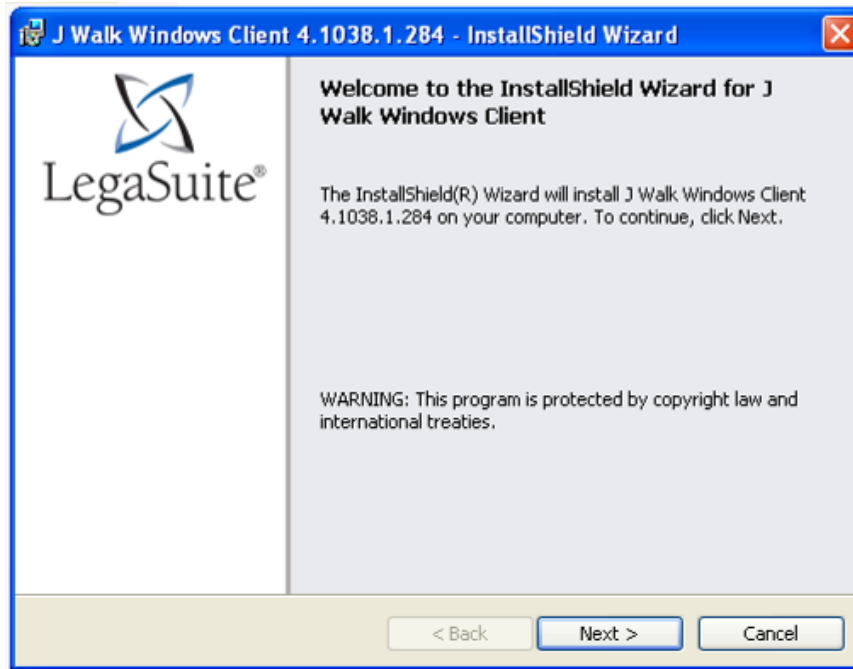 J Walk Windows Client 4.1038.1.284 - InstallShield Wizard
LegaSuite®
Welcome to the InstallShield Wizard for J
Walk Windows Client
The InstallShield(R) Wizard will install J Walk Windows Client
4.1038.1.284 on your computer. To continue, click Next.
WARNING: This program is protected by copyright law and
international treaties.
< Back
Next >
Cancel